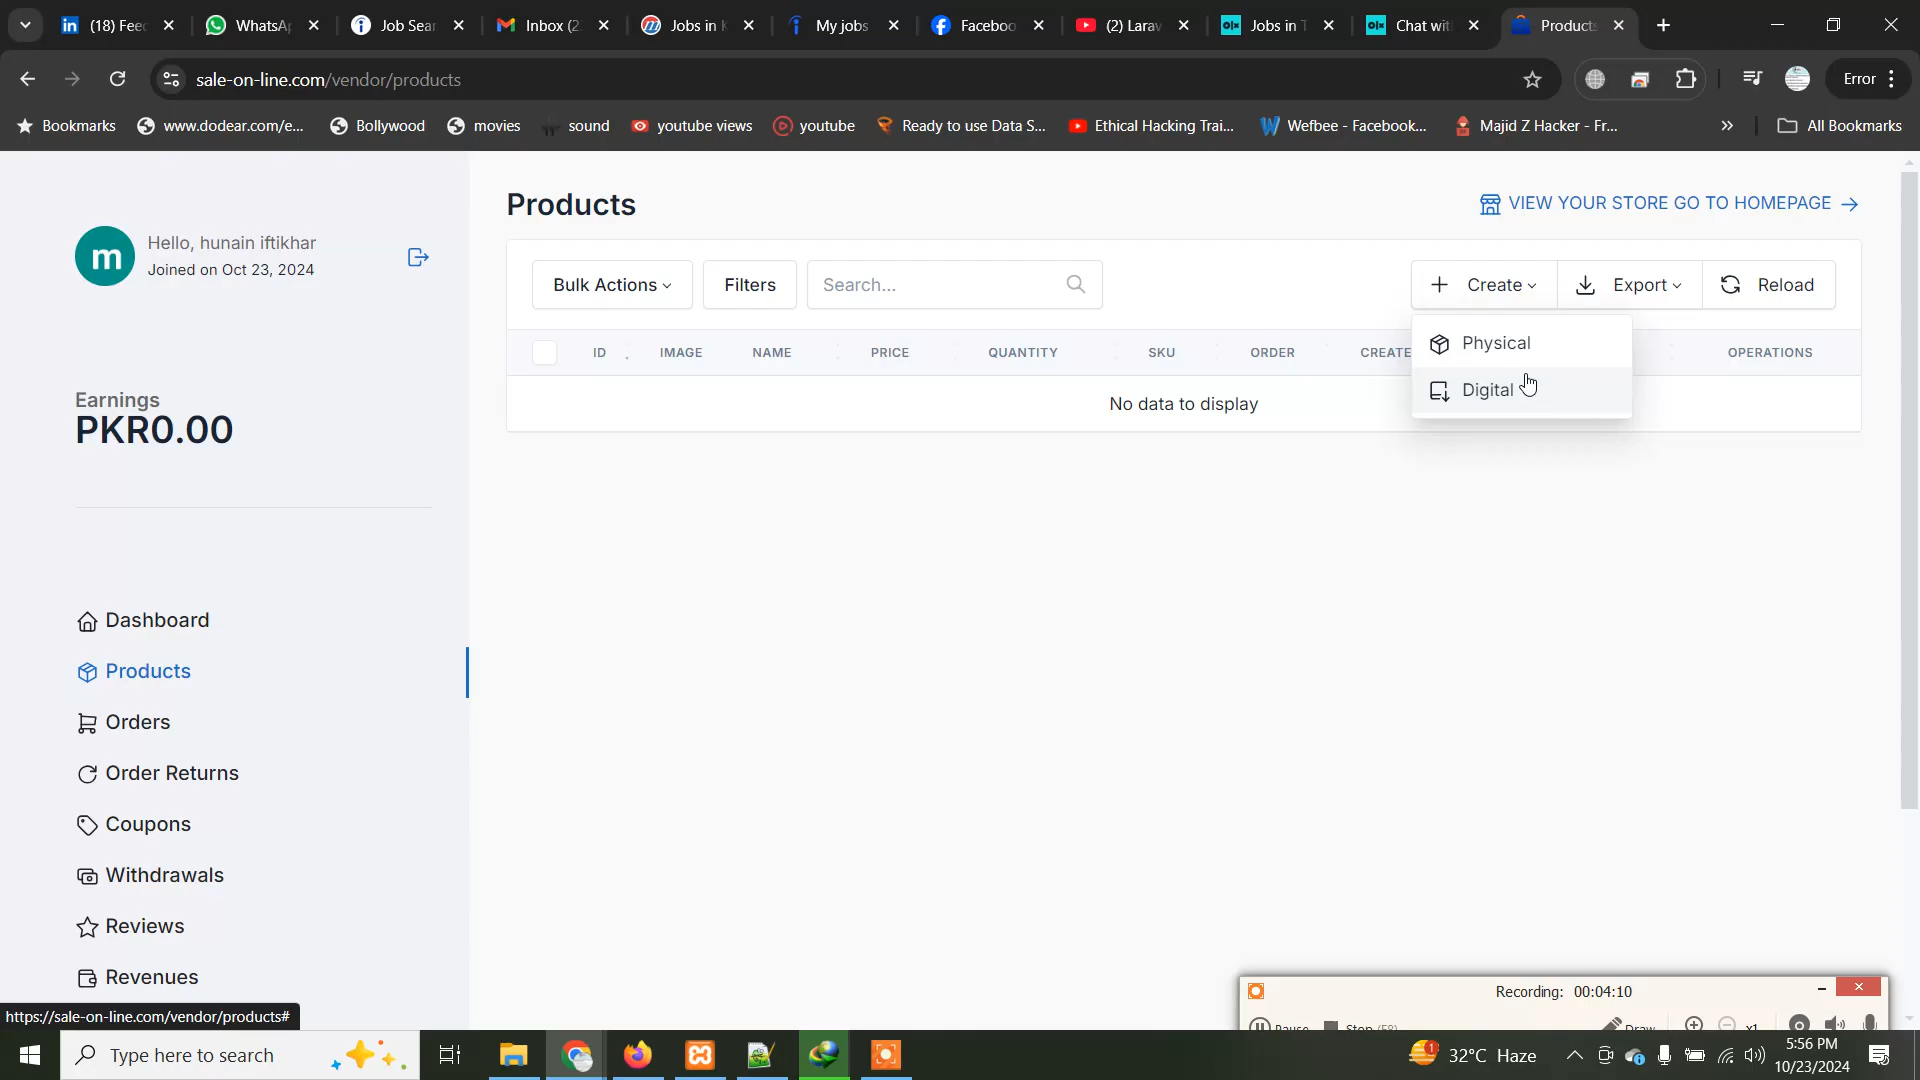 (18) Feed
WhatsAp
Job Sear
Inbox (2
Jobs in K
My jobs
Faceboo
(2) Larav
Jobs in T
Chat wit
Products
sale-on-line.com/vendor/products
Error
Bookmarks
www.dodear.com/e...
Bollywood
movies
sound
youtube views
youtube
Ready to use Data S...
Ethical Hacking Trai...
Wefbee - Facebook...
Majid Z Hacker - Fr...
All Bookmarks
m
Hello, hunain iftikhar
Joined on Oct 23, 2024
Earnings
PKR0.00
Dashboard
Products
Orders
Order Returns
Coupons
Withdrawals
Reviews
Revenues
https://sale-on-line.com/vendor/products#
Products
VIEW YOUR STORE GO TO HOMEPAGE
Bulk Actions
Filters
Search...
Create
Export
Reload
ID IMAGE NAME PRICE QUANTITY SKU ORDER CREATE OPERATIONS
Physical
Digital
No data to display
Recording: 00:04:10
Pause
Stop (F8)
Draw
x1
Type here to search
32°C Haze
5:56 PM
10/23/2024